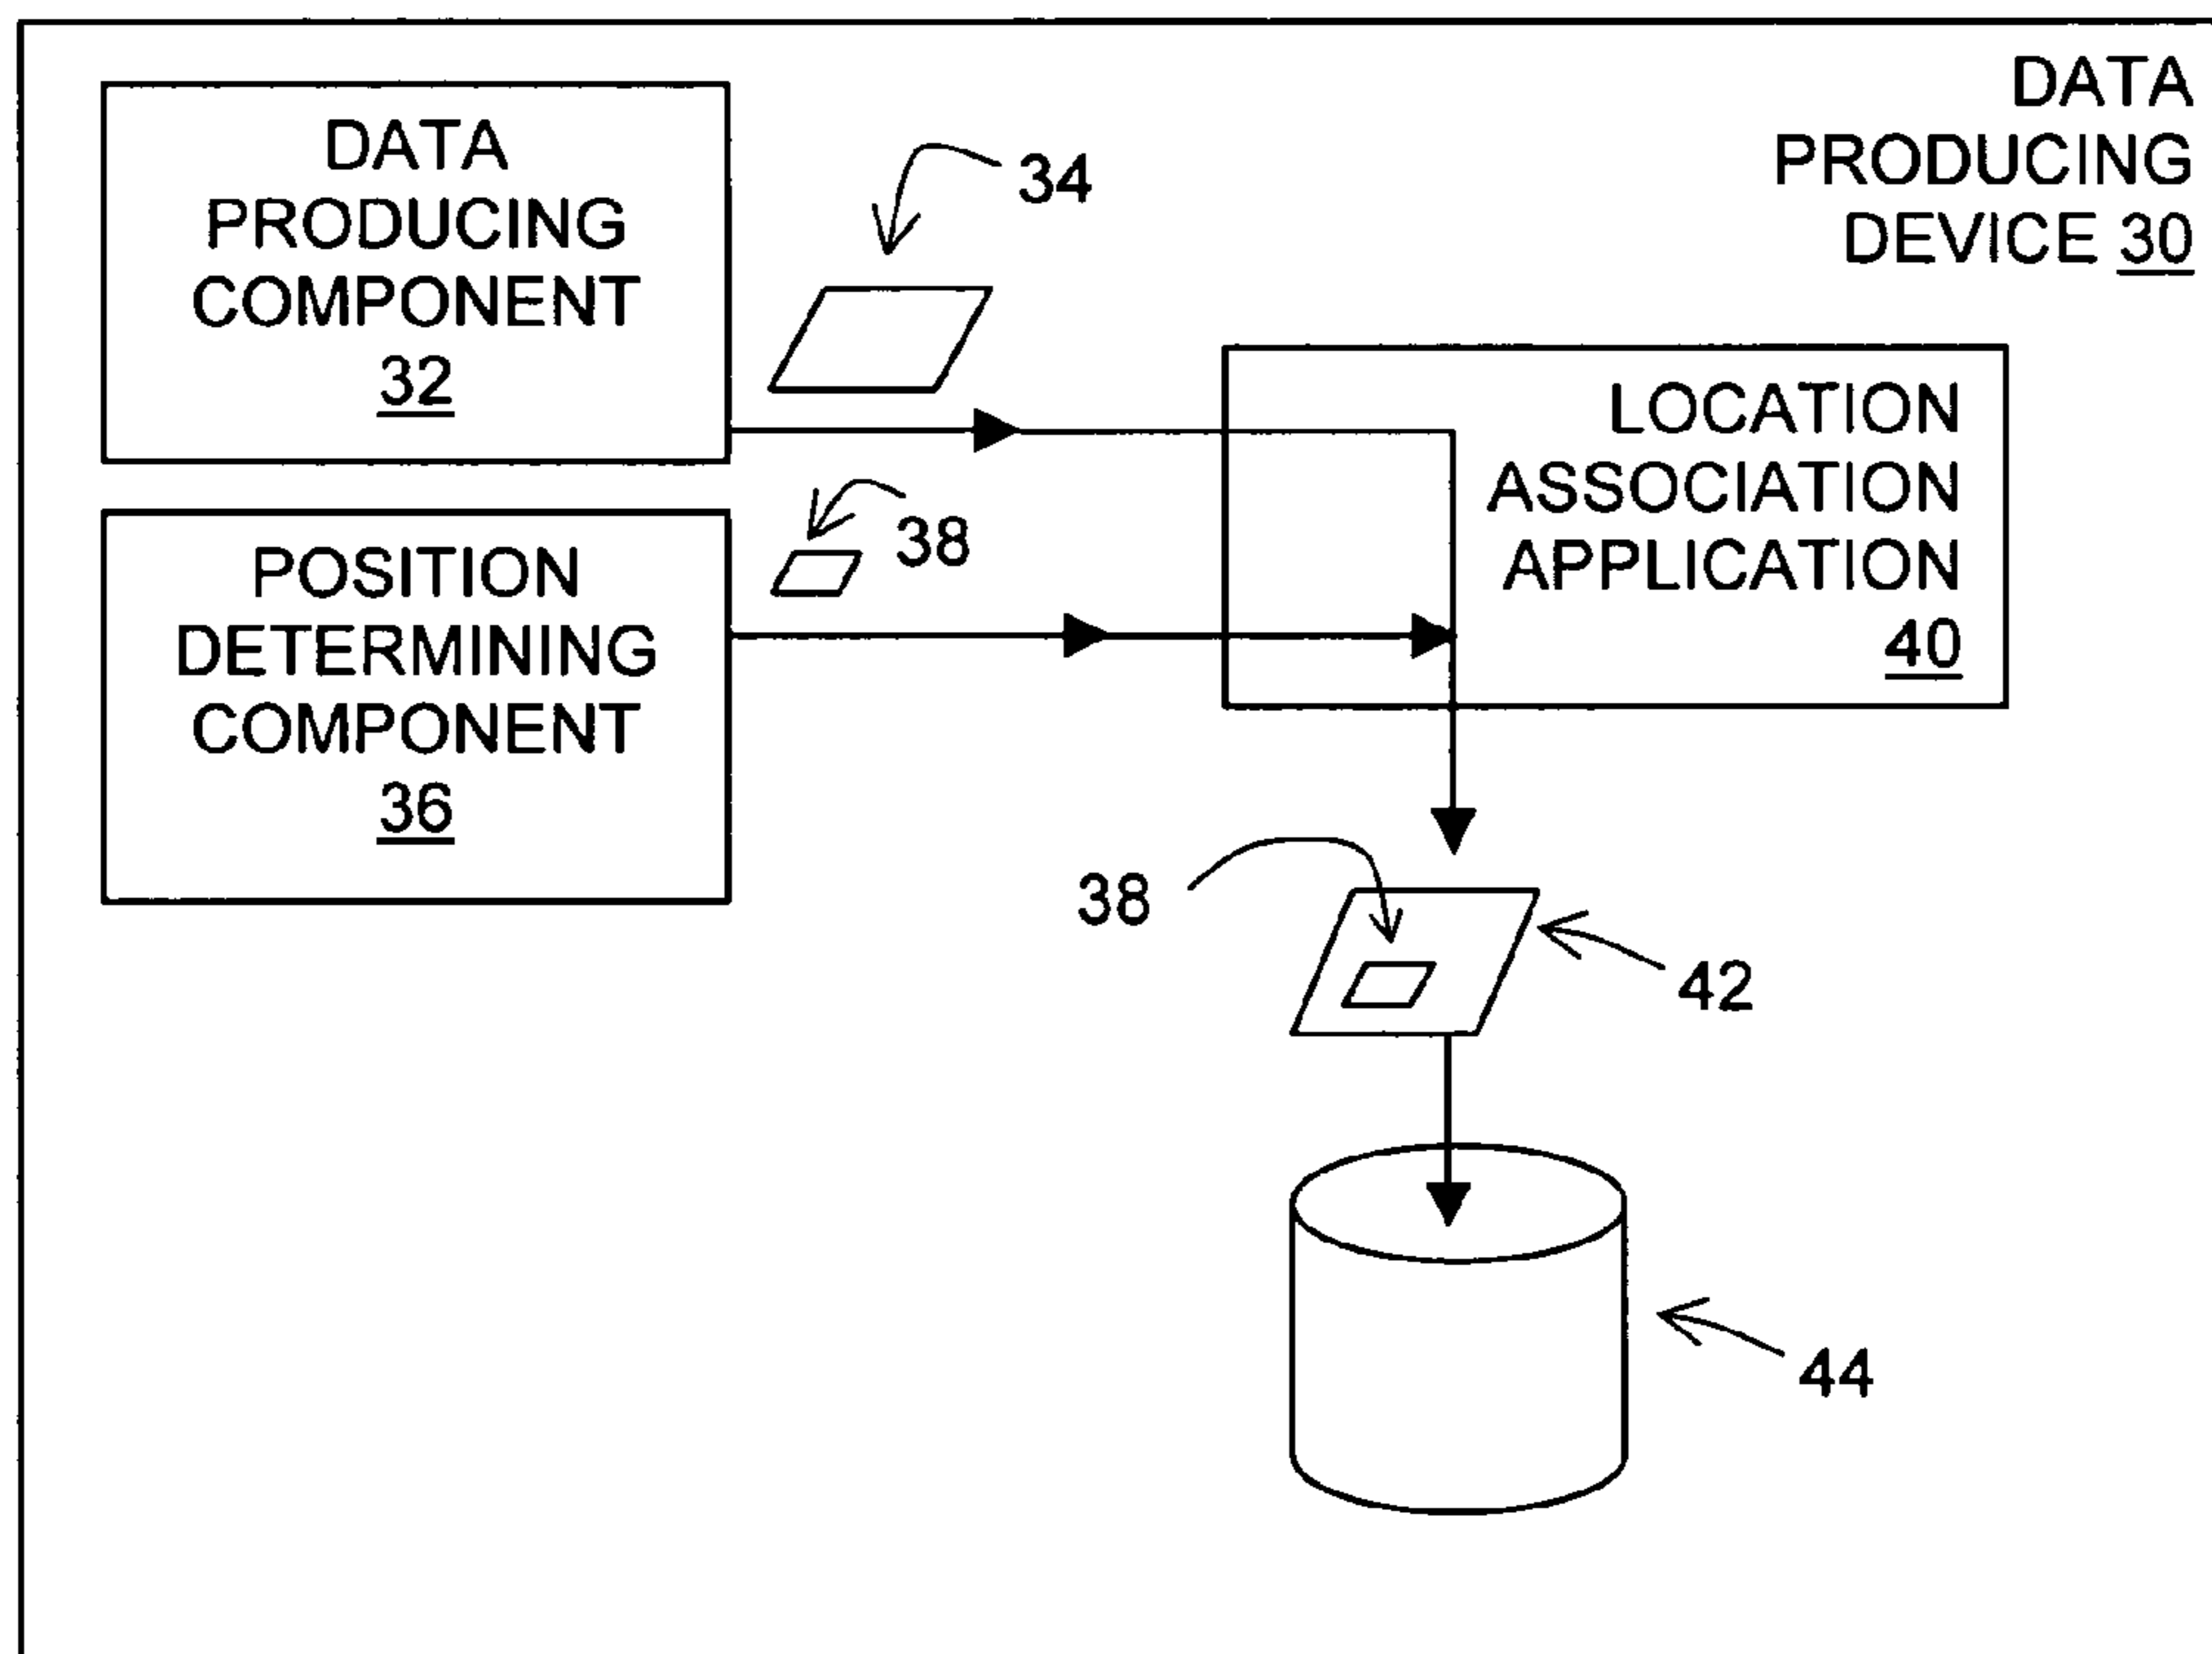 DATA
PRODUCING
DEVICE 30
DATA
PRODUCING
COMPONENT
32
34
LOCATION
ASSOCIATION
APPLICATION
40
38
POSITION
DETERMINING
COMPONENT
36
38
42
44